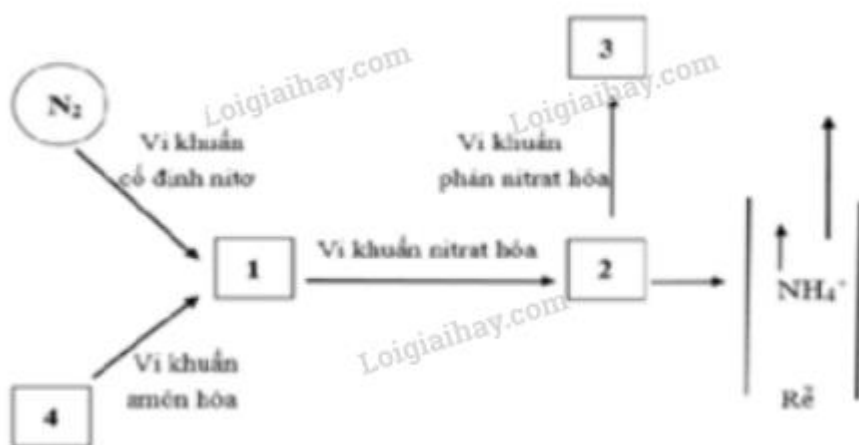 3
N₂
Loigiaihay.com
Loigiaihay.com
Vi khuẩn
cố định nitơ
Vi khuẩn
phản nitrat hóa
1
Vi khuẩn nitrat hóa
2
NH₄⁺
Loigiaihay.com
Vi khuẩn
amôn hóa
4
Rễ